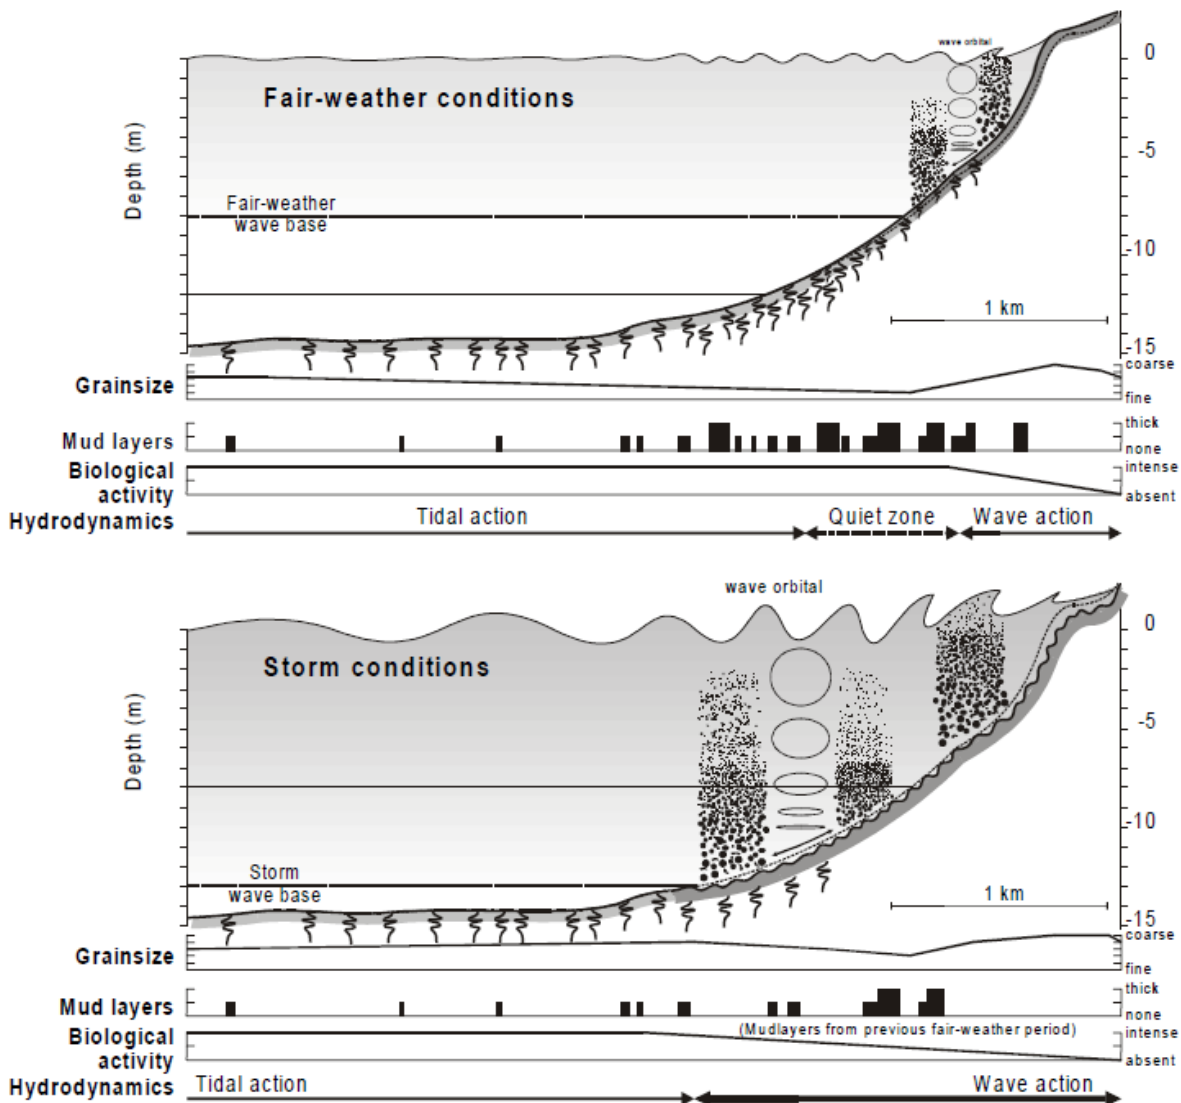 wave orbital
0
Fair-weather conditions
Depth (m)
-5
Fair-weather
wave base
-10
1 km
-15
coarse
Grainsize
fine
thick
Mud layers
none
Biological
activity
intense
absent
Hydrodynamics
Tidal action
Quiet zone
Wave action
wave orbital
0
Storm conditions
Depth (m)
-5
-10
Storm
wave base
1 km
-15
coarse
Grainsize
fine
thick
Mud layers
none
(Mudlayers from previous fair-weather period)
Biological
activity
intense
absent
Hydrodynamics
Tidal action
Wave action